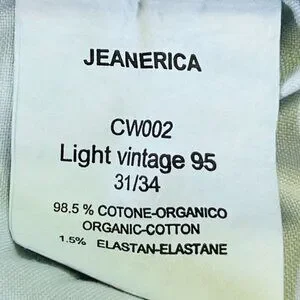 JEANERICA
CW002
Light vintage 95
31/34
98.5 % COTONE-ORGANICO
ORGANIC-COTTON
1.5% ELASTAN-ELASTANE